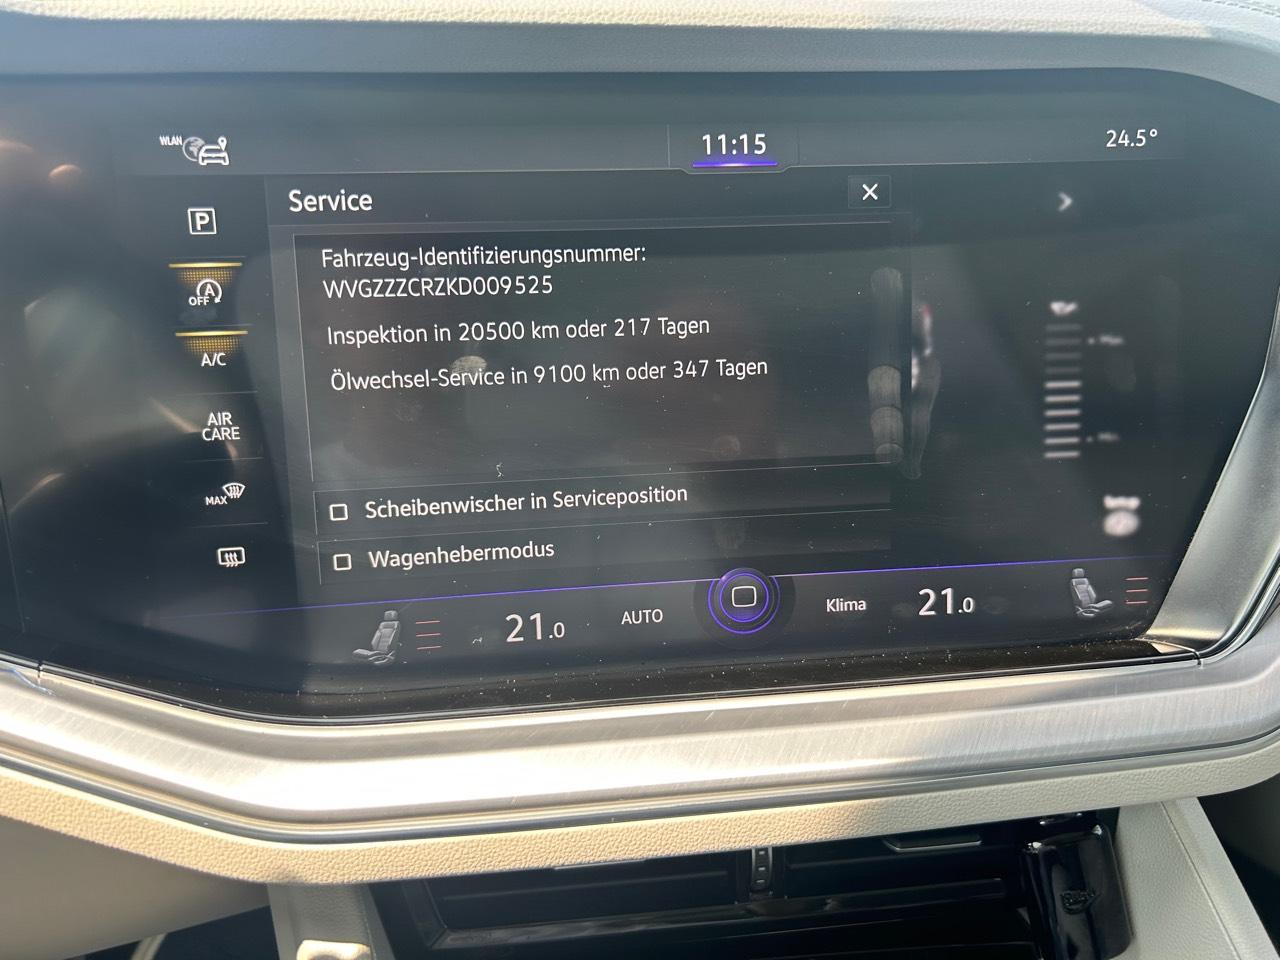 WLAN
11:15
24.5°
Service
P
A
OFF
A/C
AIR
CARE
MAX
Fahrzeug-Identifizierungsnummer:
WVGZZZCRZKD009525
Inspektion in 20500 km oder 217 Tagen
Ölwechsel-Service in 9100 km oder 347 Tagen
Scheibenwischer in Serviceposition
Wagenhebermodus
21.0
AUTO
Klima
21.0